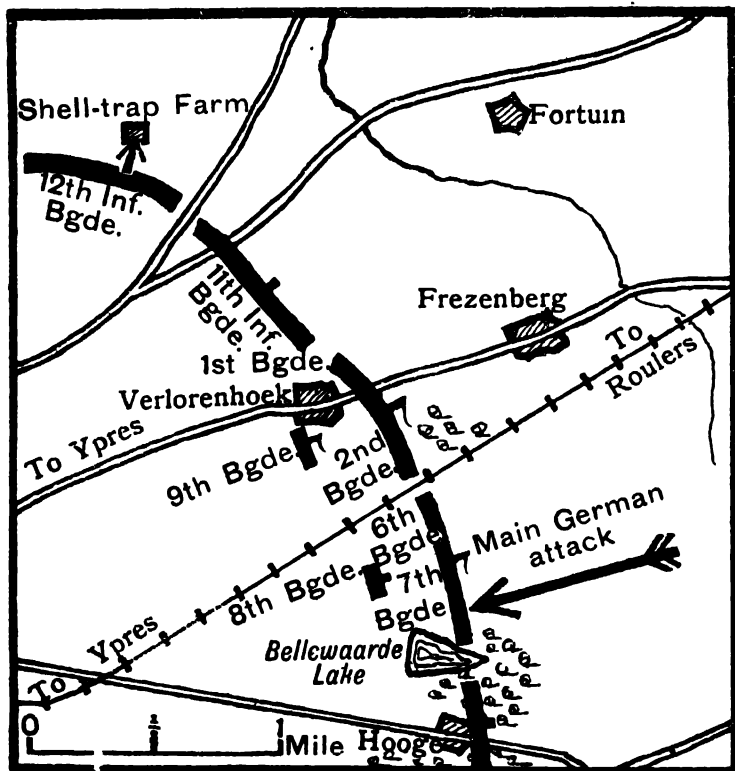 Shell-trap Farm
Fortuin
12th Inf.
Bgde.
11th Inf.
Bgde.
Frezenberg
1st Bgde.
To
Roulers
Verlorenhoek
To Ypres
9th Bgde.
2nd
Bgde.
6th
Bgde
Main German
attack
8th Bgde.
7th
Bgde
Bellewaarde
Lake
To Ypres
0 ½ 1
Mile
Hooge